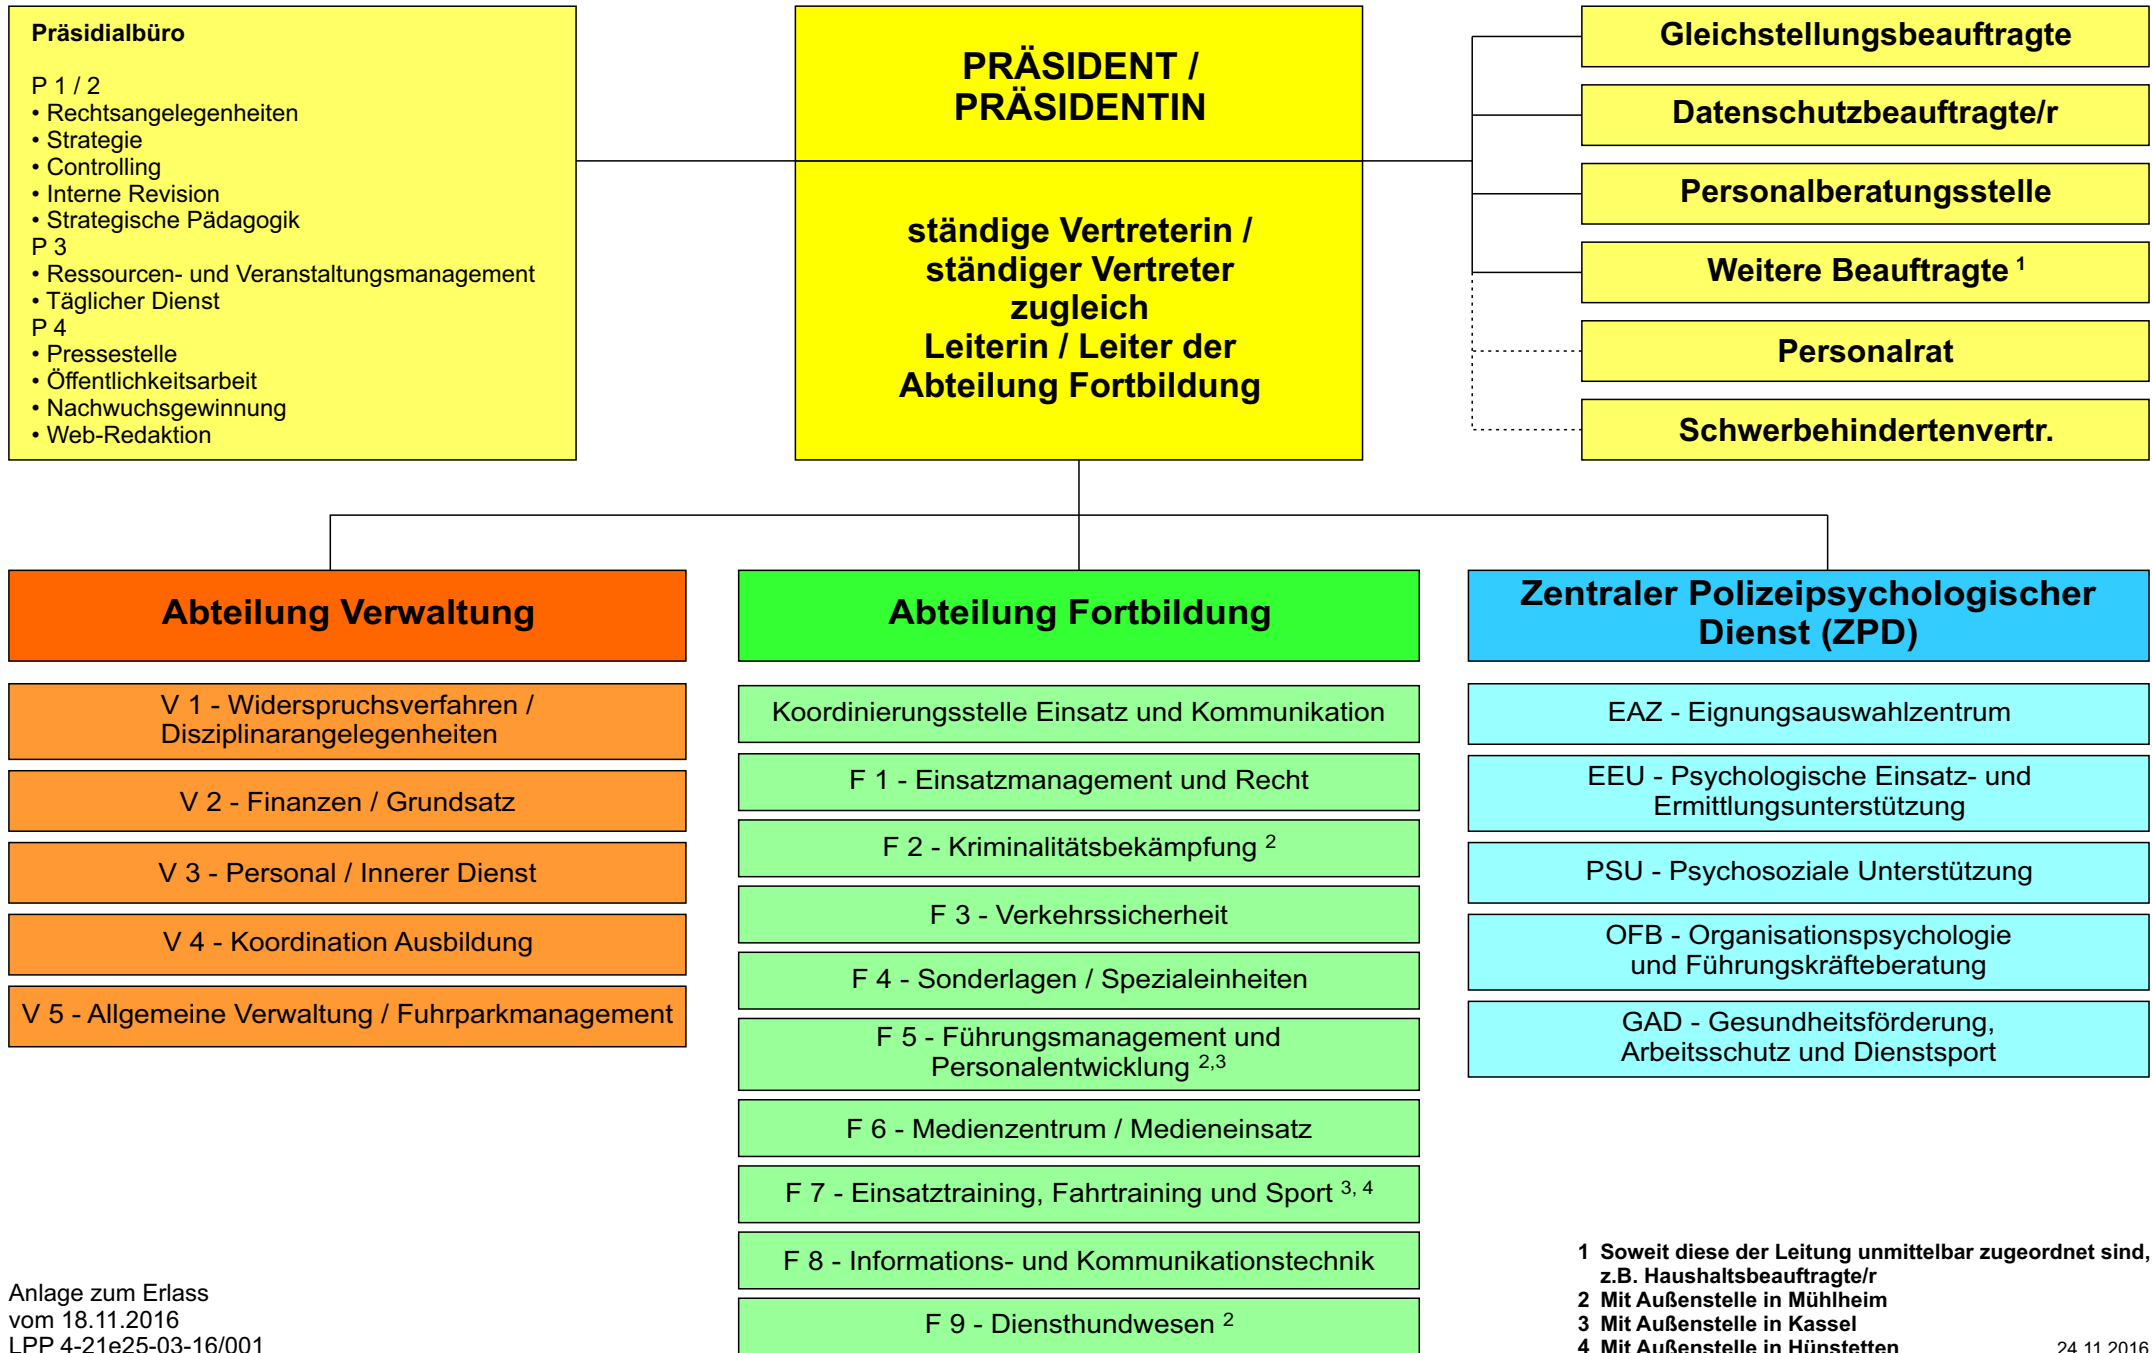 Präsidialbüro
P 1 / 2
• Rechtsangelegenheiten
• Strategie
• Controlling
• Interne Revision
• Strategische Pädagogik
P 3
• Ressourcen- und Veranstaltungsmanagement
• Täglicher Dienst
P 4
• Pressestelle
• Öffentlichkeitsarbeit
• Nachwuchsgewinnung
• Web-Redaktion
PRÄSIDENT /
PRÄSIDENTIN
ständige Vertreterin /
ständiger Vertreter
zugleich
Leiterin / Leiter der
Abteilung Fortbildung
Gleichstellungsbeauftragte
Datenschutzbeauftragte/r
Personalberatungsstelle
Weitere Beauftragte 1
Personalrat
Schwerbehindertenvertr.
Abteilung Verwaltung
V 1 - Widerspruchsverfahren /
Disziplinarangelegenheiten
V 2 - Finanzen / Grundsatz
V 3 - Personal / Innerer Dienst
V 4 - Koordination Ausbildung
V 5 - Allgemeine Verwaltung / Fuhrparkmanagement
Abteilung Fortbildung
Koordinierungsstelle Einsatz und Kommunikation
F 1 - Einsatzmanagement und Recht
F 2 - Kriminalitätsbekämpfung 2
F 3 - Verkehrssicherheit
F 4 - Sonderlagen / Spezialeinheiten
F 5 - Führungsmanagement und
Personalentwicklung 2,3
F 6 - Medienzentrum / Medieneinsatz
F 7 - Einsatztraining, Fahrtraining und Sport 3, 4
F 8 - Informations- und Kommunikationstechnik
F 9 - Diensthundwesen 2
Zentraler Polizeipsychologischer
Dienst (ZPD)
EAZ - Eignungsauswahlzentrum
EEU - Psychologische Einsatz- und
Ermittlungsunterstützung
PSU - Psychosoziale Unterstützung
OFB - Organisationspsychologie
und Führungskräfteberatung
GAD - Gesundheitsförderung,
Arbeitsschutz und Dienstsport
Anlage zum Erlass
vom 18.11.2016
LPP 4-21e25-03-16/001
1 Soweit diese der Leitung unmittelbar zugeordnet sind,
z.B. Haushaltsbeauftragte/r
2 Mit Außenstelle in Mühlheim
3 Mit Außenstelle in Kassel
4 Mit Außenstelle in Hünstetten
24.11.2016